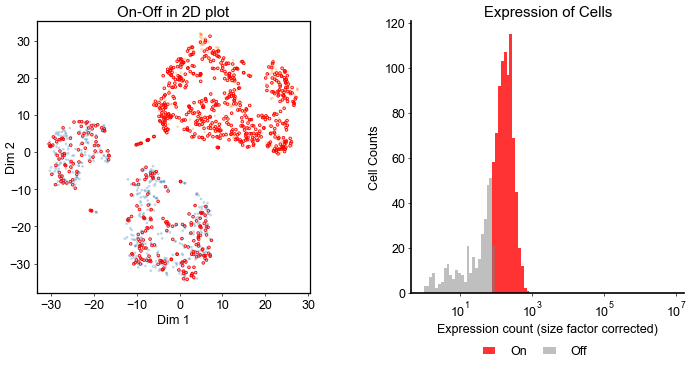 On-Off in 2D plot
30
20
10
0
−10
−20
−30
Dim 2
−30 −20 −10 0 10 20 30
Dim 1
Expression of Cells
120
100
80
60
40
20
0
Cell Counts
10^1 10^3 10^5 10^7
Expression count (size factor corrected)
On Off